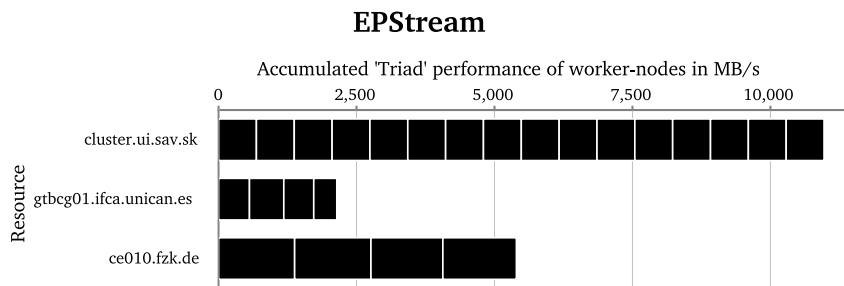 EPStream
Accumulated 'Triad' performance of worker-nodes in MB/s
0 2,500 5,000 7,500 10,000
Resource
cluster.ui.sav.sk
gtbcg01.ifca.unican.es
ce010.fzk.de